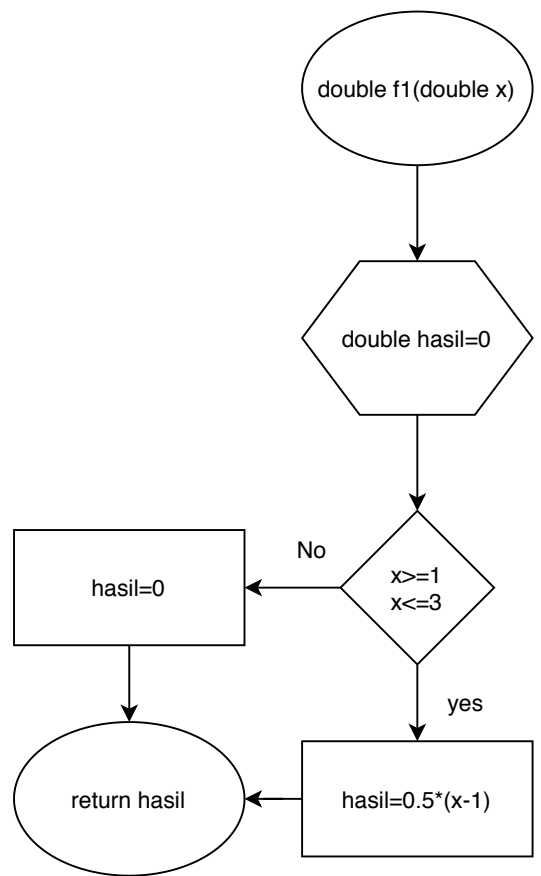 double f1(double x)
double hasil=0
x>=1
x<=3
No
hasil=0
yes
hasil=0.5*(x-1)
return hasil